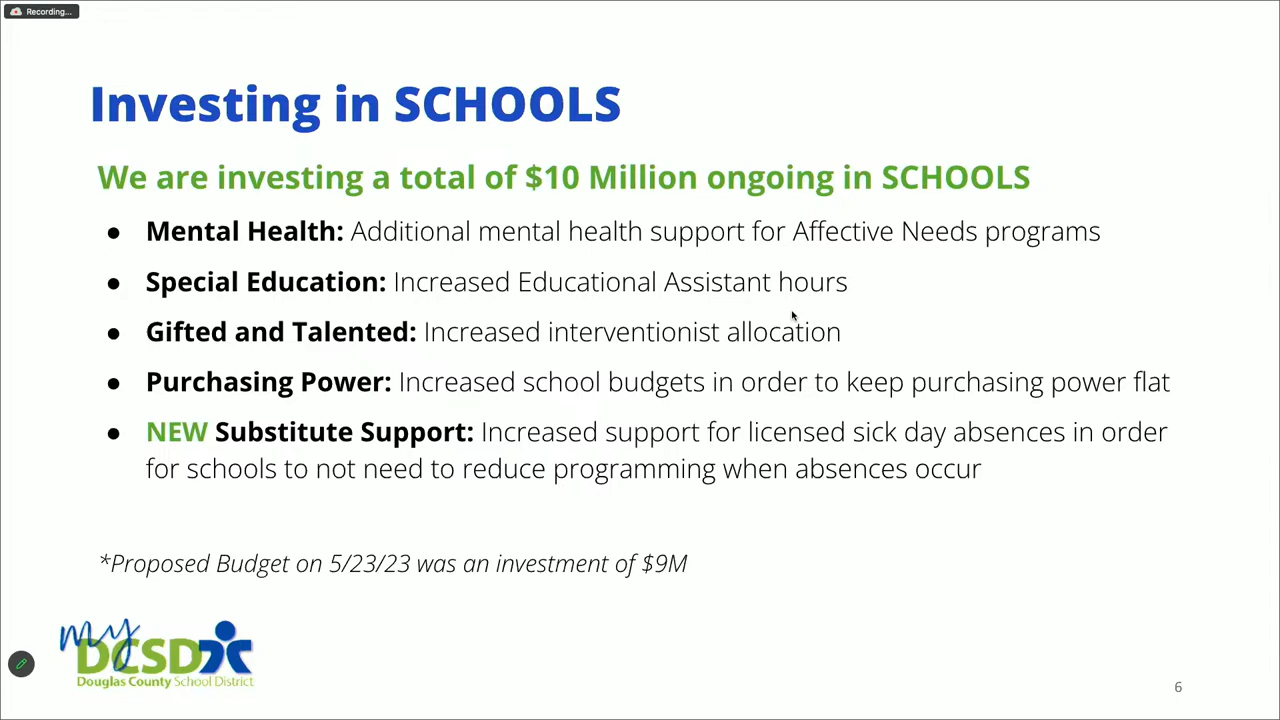 Recording...
Investing in SCHOOLS
We are investing a total of $10 Million ongoing in SCHOOLS
● Mental Health: Additional mental health support for Affective Needs programs
● Special Education: Increased Educational Assistant hours
● Gifted and Talented: Increased interventionist allocation
● Purchasing Power: Increased school budgets in order to keep purchasing power flat
● NEW Substitute Support: Increased support for licensed sick day absences in order
for schools to not need to reduce programming when absences occur
*Proposed Budget on 5/23/23 was an investment of $9M
my
DCSD
Douglas County School District
6